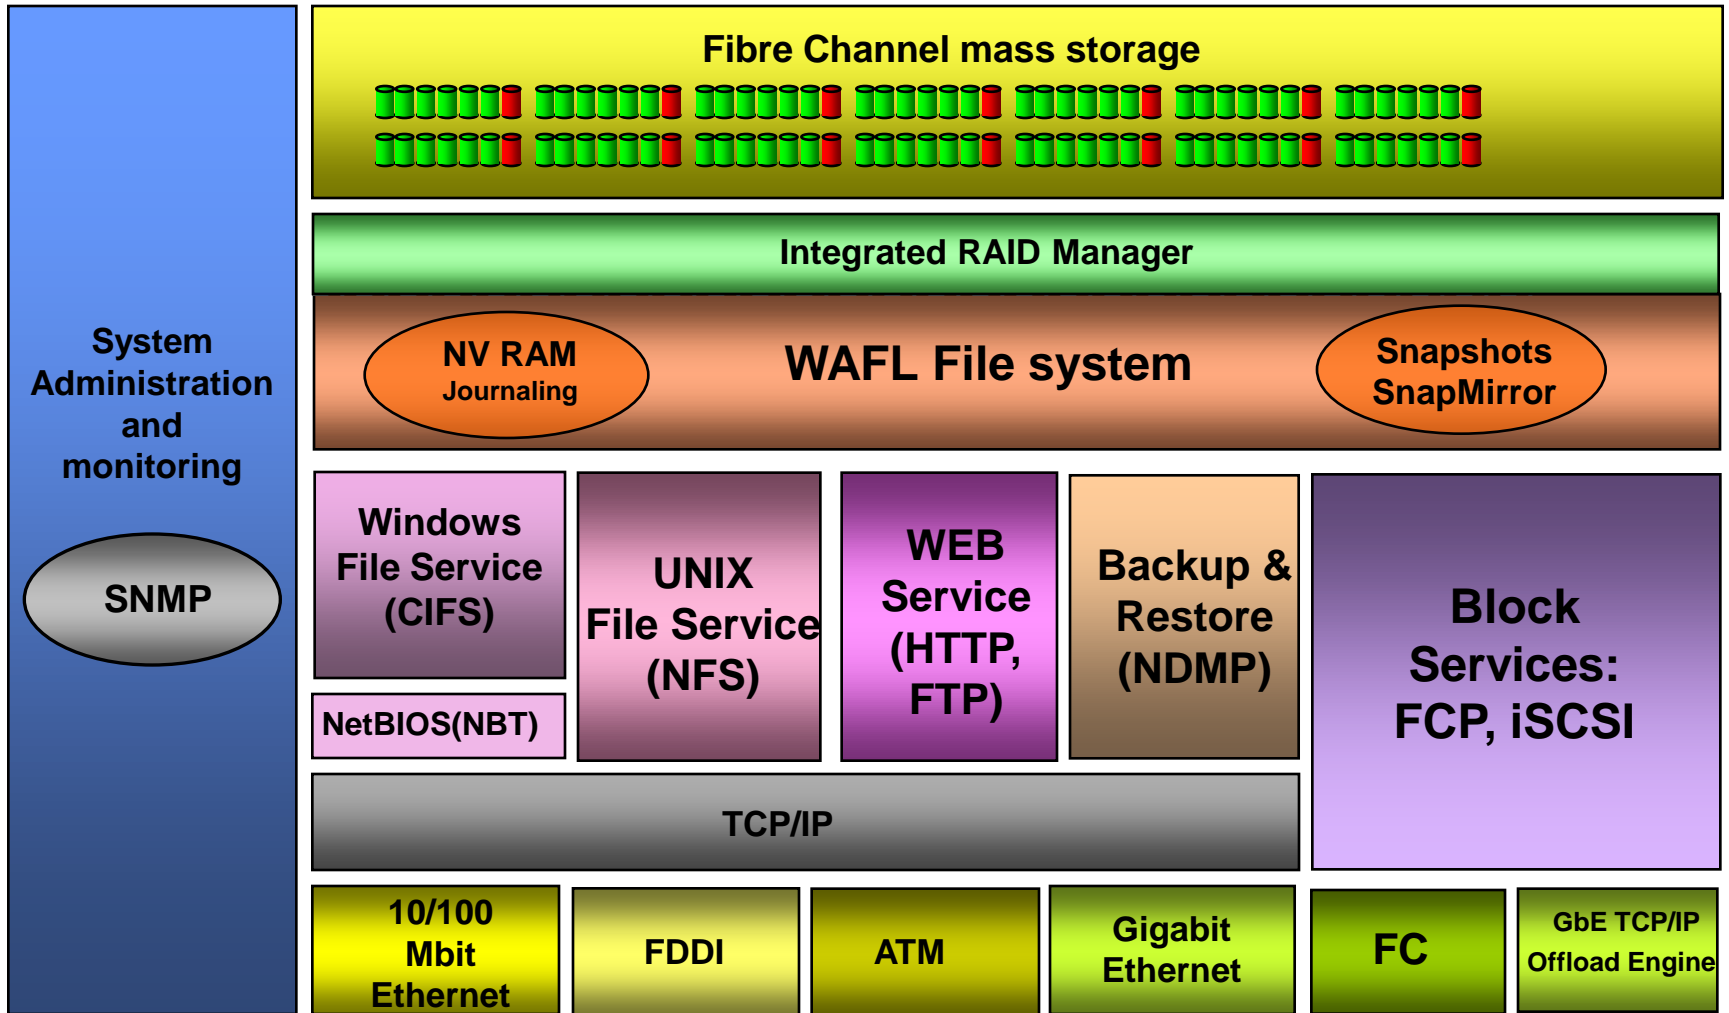 Fibre Channel mass storage
Integrated RAID Manager
System
Administration
and
monitoring
SNMP
NV RAM
Journaling
WAFL File system
Snapshots
SnapMirror
Windows
File Service
(CIFS)
NetBIOS(NBT)
UNIX
File Service
(NFS)
WEB
Service
(HTTP,
FTP)
Backup &
Restore
(NDMP)
Block
Services:
FCP, iSCSI
TCP/IP
10/100
Mbit
Ethernet
FDDI
ATM
Gigabit
Ethernet
FC
GbE TCP/IP
Offload Engine